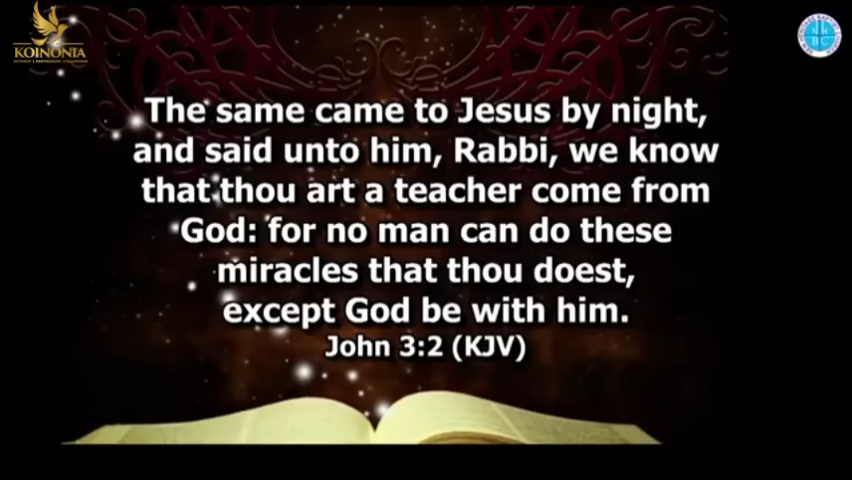 KOINONIA
The same came to Jesus by night,
and said unto him, Rabbi, we know
that thou art a teacher come from
God: for no man can do these
miracles that thou doest,
except God be with him.
John 3:2 (KJV)